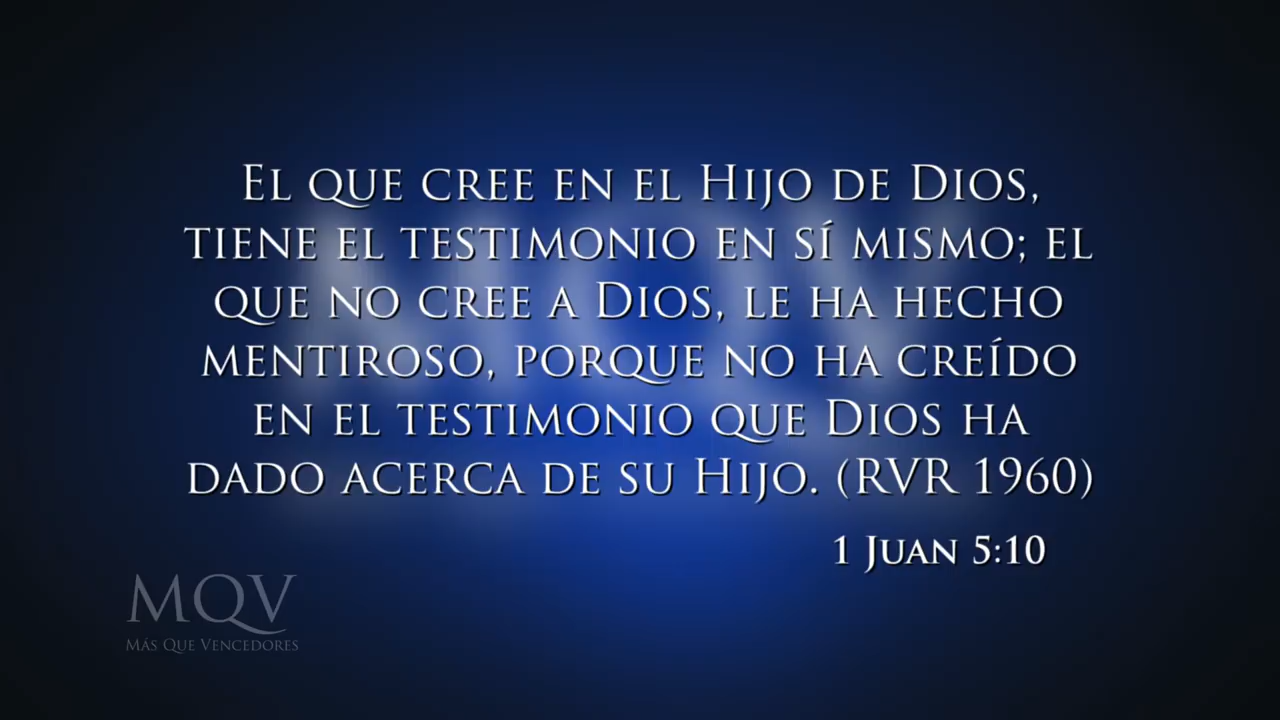 El que cree en el Hijo de Dios,
tiene el testimonio en sí mismo; el
que no cree a Dios, le ha hecho
mentiroso, porque no ha creído
en el testimonio que Dios ha
dado acerca de su Hijo. (RVR 1960)
1 Juan 5:10
MQV
Más Que Vencedores